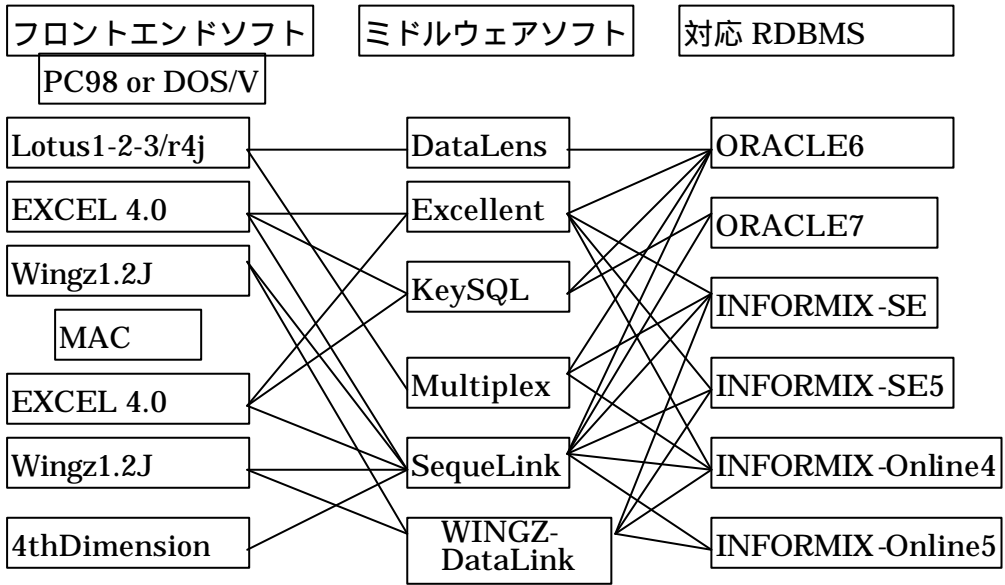 フロントエンドソフト ミドルウェアソフト 対応 RDBMS
PC98 or DOS/V
Lotus1-2-3/r4j DataLens ORACLE6
EXCEL 4.0 Excellent ORACLE7
Wingz1.2J KeySQL INFORMIX-SE
MAC
EXCEL 4.0 Multiplex INFORMIX-SE5
Wingz1.2J SequeLink INFORMIX-Online4
4thDimension WINGZ- INFORMIX-Online5
DataLink